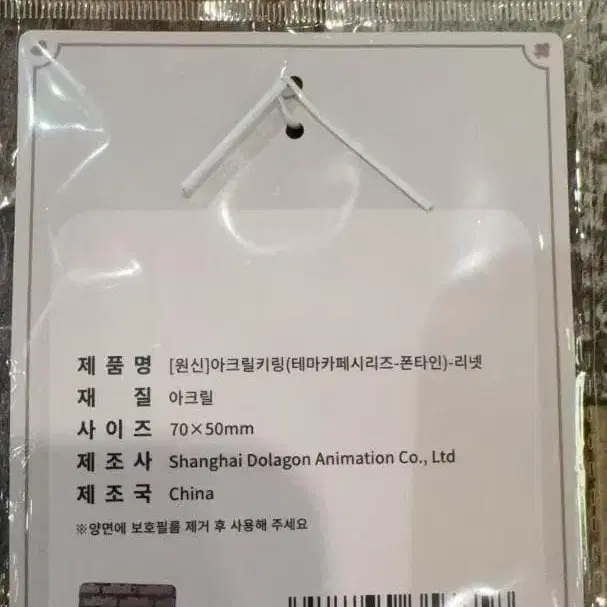 제품명 [원신]아크릴키링(테마카페시리즈-폰타인)-리넷
재질 아크릴
사이즈 70×50mm
제조사 Shanghai Dolagon Animation Co., Ltd
제조국 China
※양면에 보호필름 제거 후 사용해 주세요